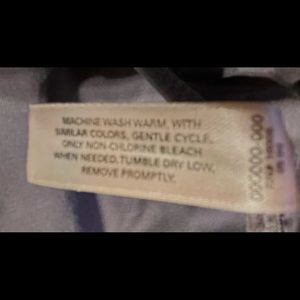 MACHINE WASH WARM, WITH
SIMILAR COLORS, GENTLE CYCLE.
ONLY NON-CHLORINE BLEACH
WHEN NEEDED. TUMBLE DRY LOW,
REMOVE PROMPTLY.
000000-000